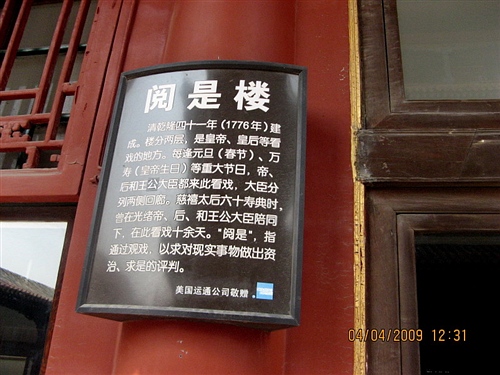 阅是楼
清乾隆四十一年(1776年)建
成。楼分两层，是皇帝、皇后等看
戏的地方。每逢元旦(春节)、万
寿(皇帝生日)等重大节日，帝、
后和王公大臣都来此看戏，大臣分
列两侧回廊。慈禧太后六十寿典时，
曾在光绪帝、后、和王公大臣陪同
下，在此看戏十余天。"阅是"，指
通过观戏，以求对现实事物做出资
治、求是的评判。
美国运通公司敬赠。
04/04/2009 12:31